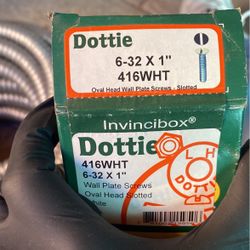 Dottie
6-32 X 1"
416WHT
Oval Head Wall Plate Screws - Slotted
Invincibox®
Dottie
416WHT
6-32 X 1"
Wall Plate Screws
Oval Head Slotted
White
L H
DOTTIE